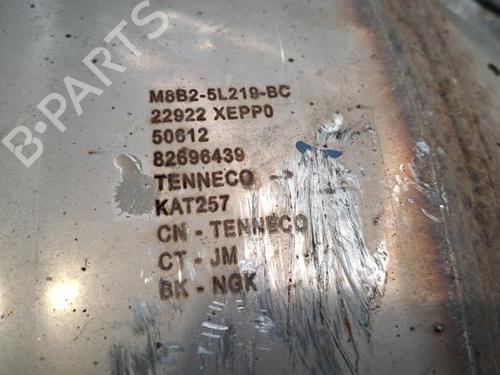 B-PARTS
M8B2-5L219-BC
22922 XEPP0
50612
82696439
TENNECO ->
KAT257
CN - TENNECO
CT - JM
BK - NGK